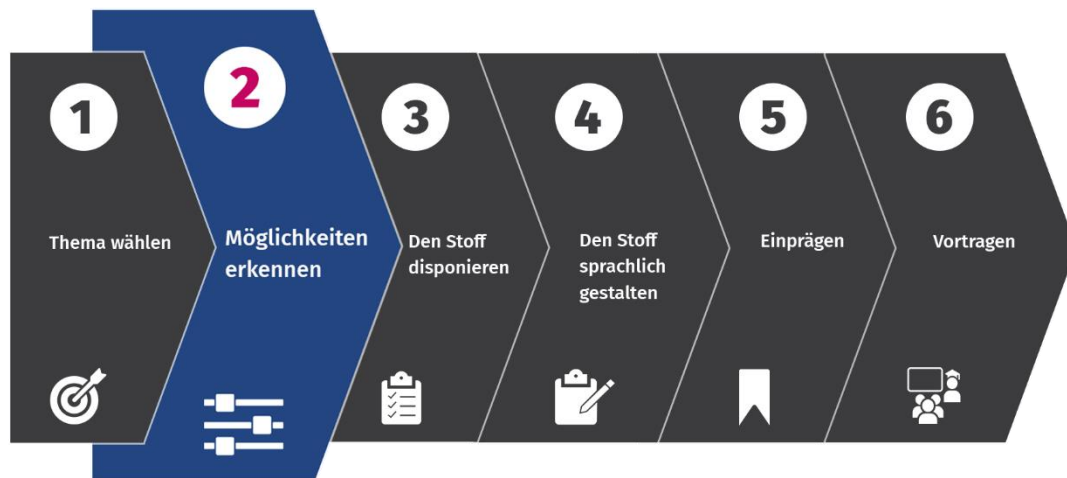 1
Thema wählen
2
Möglichkeiten
erkennen
3
Den Stoff
disponieren
4
Den Stoff
sprachlich
gestalten
5
Einprägen
6
Vortragen